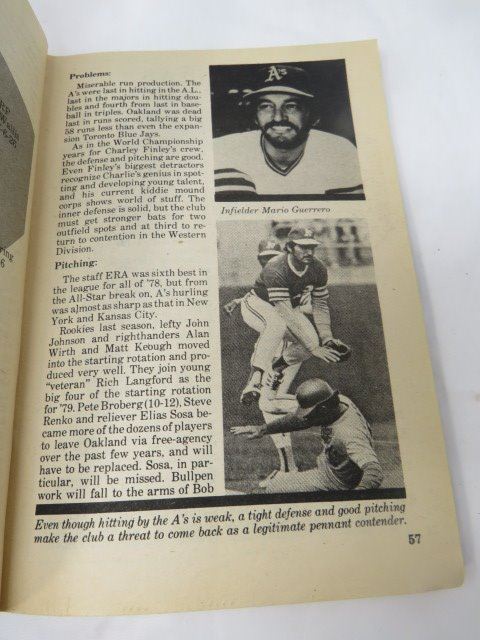 Problems:
Miserable run production. The
A's were last in hitting in the A.L.,
last in the majors in hitting dou-
bles and fourth from last in base-
ball in triples. Oakland was dead
last in runs scored, tallying a big
58 runs less than even the expan-
sion Toronto Blue Jays.
As in the World Championship
years for Charley Finley's crew,
the defense and pitching are good.
Even Finley's biggest detractors
recognize Charlie's genius in spot-
ting and developing young talent,
and his current kiddie mound
corps shows world of stuff. The
inner defense is solid, but the club
must get stronger bats for two
outfield spots and at third to re-
turn to contention in the Western
Division.
Pitching:
The staff ERA was sixth best in
the league for all of '78, but from
the All-Star break on, A's hurling
was almost as sharp as that in New
York and Kansas City.
Rookies last season, lefty John
Johnson and righthanders Alan
Wirth and Matt Keough moved
into the starting rotation and pro-
duced very well. They join young
"veteran" Rick Langford as the
big four of the starting rotation
for '79. Pete Broberg (10-12), Steve
Renko and reliever Elias Sosa be-
came more of the dozens of players
to leave Oakland via free-agency
over the past few years, and will
have to be replaced. Sosa, in par-
ticular, will be missed. Bullpen
work will fall to the arms of Bob
A's
Infielder Mario Guerrero
Even though hitting by the A's is weak, a tight defense and good pitching
make the club a threat to come back as a legitimate pennant contender.
57